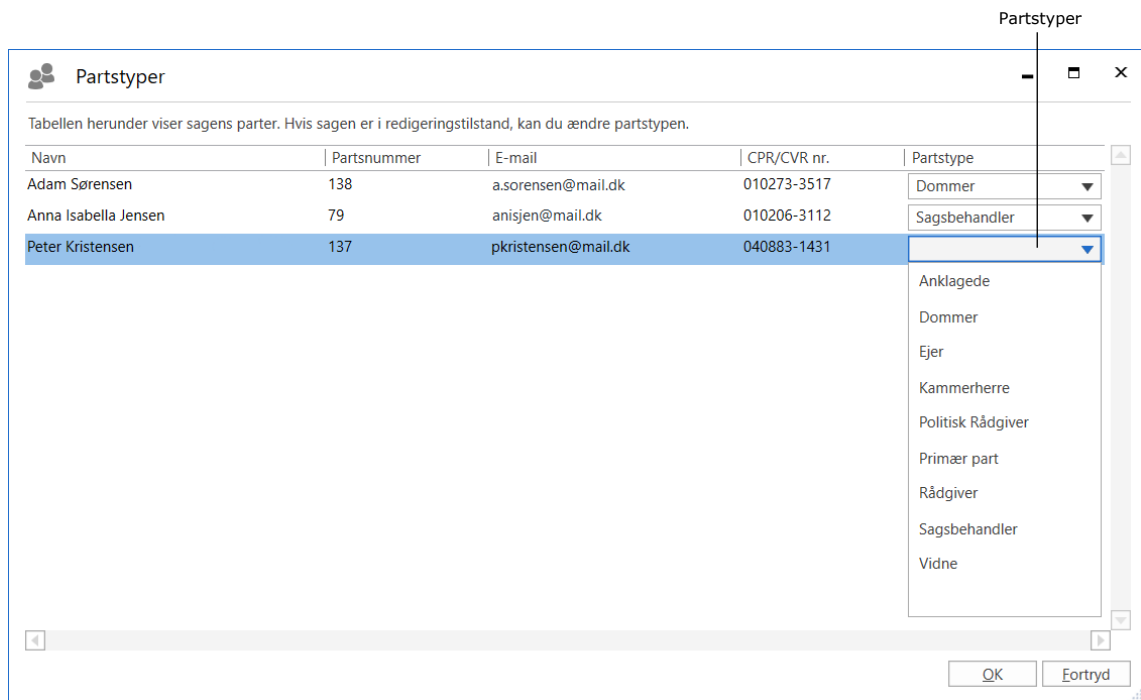 Partstyper
Partstyper
Tabellen herunder viser sagens parter. Hvis sagen er i redigeringstilstand, kan du ændre partstypen.
Navn Partsnummer E-mail CPR/CVR nr. Partstype
Adam Sørensen 138 a.sorensen@mail.dk 010273-3517 Dommer
Anna Isabella Jensen 79 anisjen@mail.dk 010206-3112 Sagsbehandler
Peter Kristensen 137 pkristensen@mail.dk 040883-1431
Anklagede
Dommer
Ejer
Kammerherre
Politisk Rådgiver
Primær part
Rådgiver
Sagsbehandler
Vidne
OK Fortryd